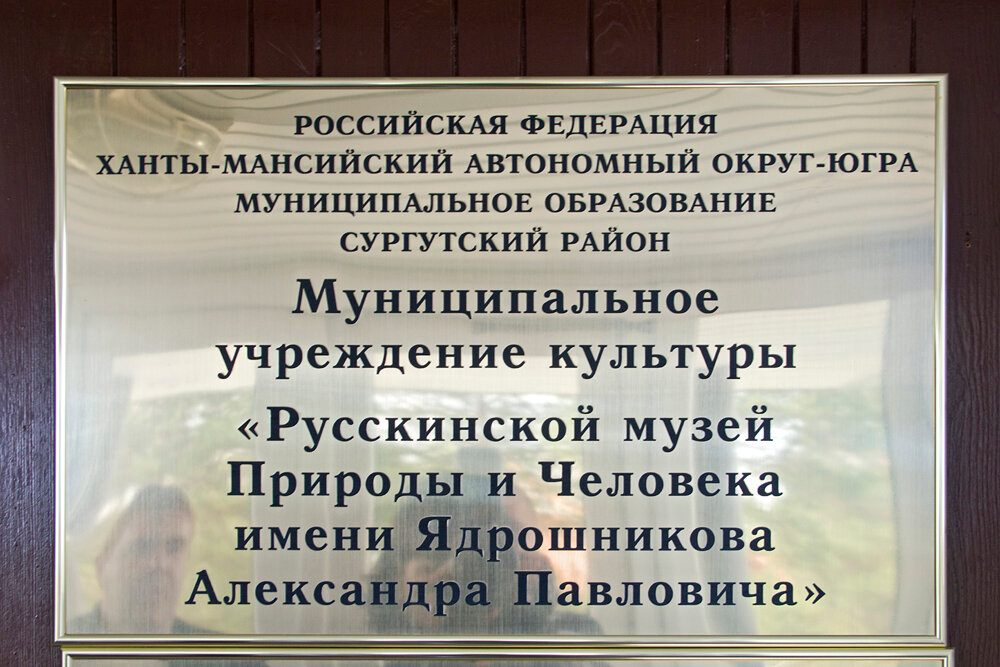 РОССИЙСКАЯ ФЕДЕРАЦИЯ
ХАНТЫ-МАНСИЙСКИЙ АВТОНОМНЫЙ ОКРУГ-ЮГРА
МУНИЦИПАЛЬНОЕ ОБРАЗОВАНИЕ
СУРГУТСКИЙ РАЙОН
Муниципальное
учреждение культуры
«Русскинской музей
Природы и Человека
имени Ядрошникова
Александра Павловича»